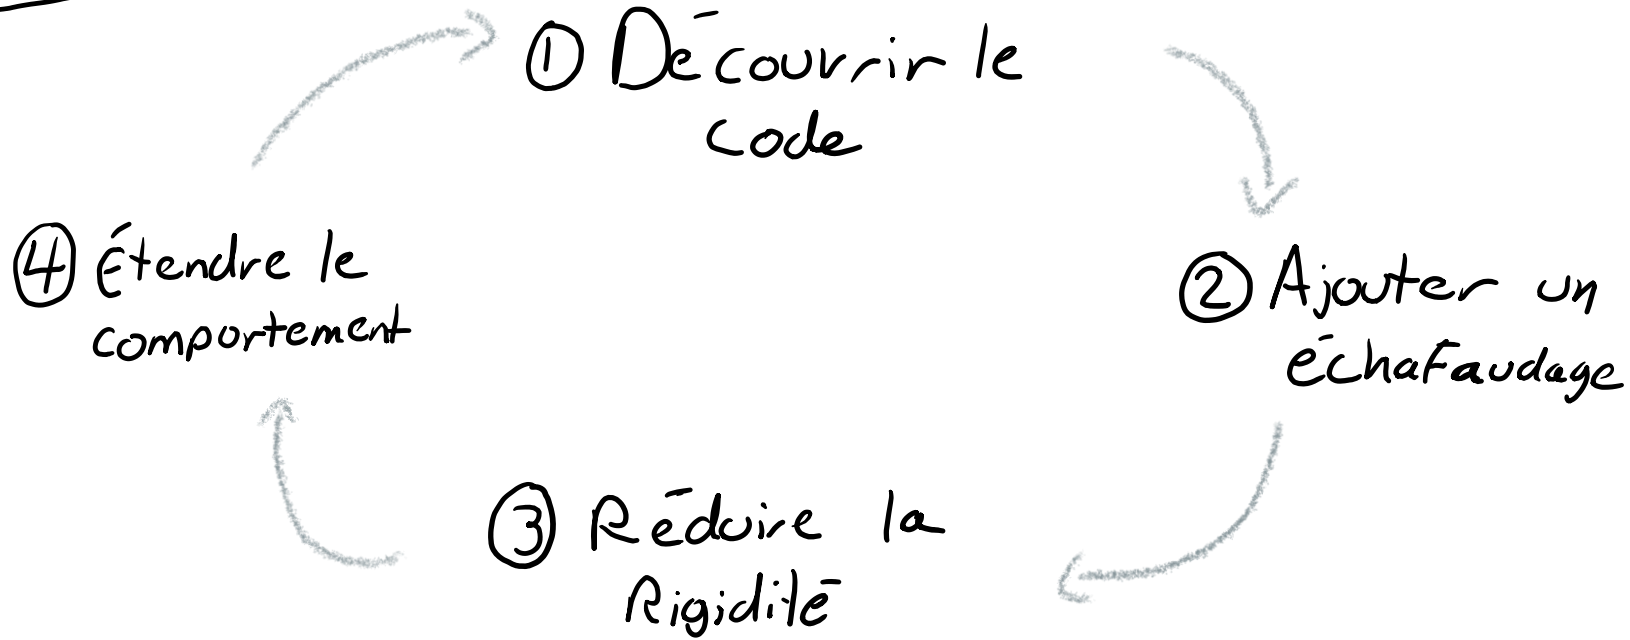 ① Découvrir le
code
② Ajouter un
échafaudage
③ Réduire la
Rigidité
④ Étendre le
comportement